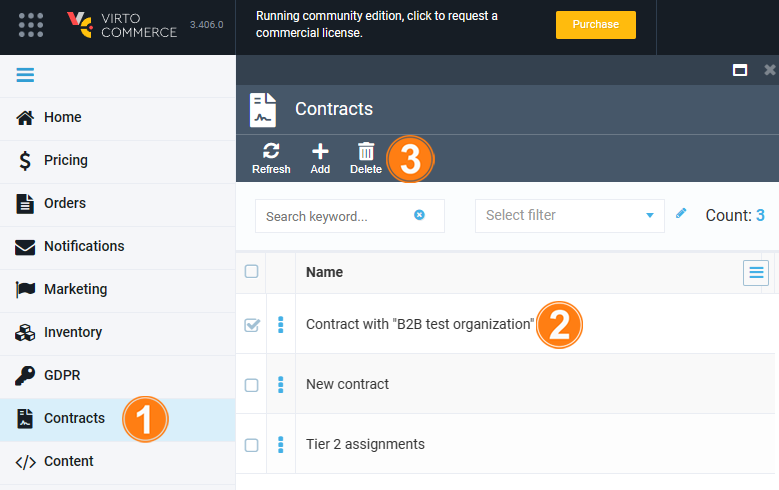 VIRTO
COMMERCE
3.406.0
Running community edition, click to request a
commercial license.
Purchase
Home
Pricing
Orders
Notifications
Marketing
Inventory
GDPR
Contracts
1
Content
Contracts
Refresh
Add
Delete
3
Search keyword...
Select filter
Count: 3
Name
Contract with "B2B test organization"
2
New contract
Tier 2 assignments